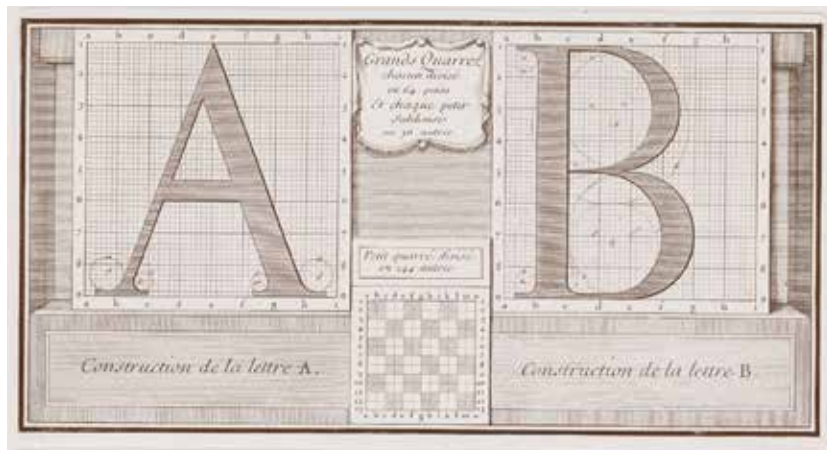 a b c d e f g h i
A
a b c d e f g h i
Grands Quarrez
chacun divisé
en 64 petits
Et chaque petit
Subdivisé
en 36 autres
a b c d e f g h i
B
a b c d e f g h i
Petit quarré divisé
en 144 autres
a b c d e f g h i l m n
a b c d e f g h i l m n
Construction de la lettre A.
Construction de la lettre B.